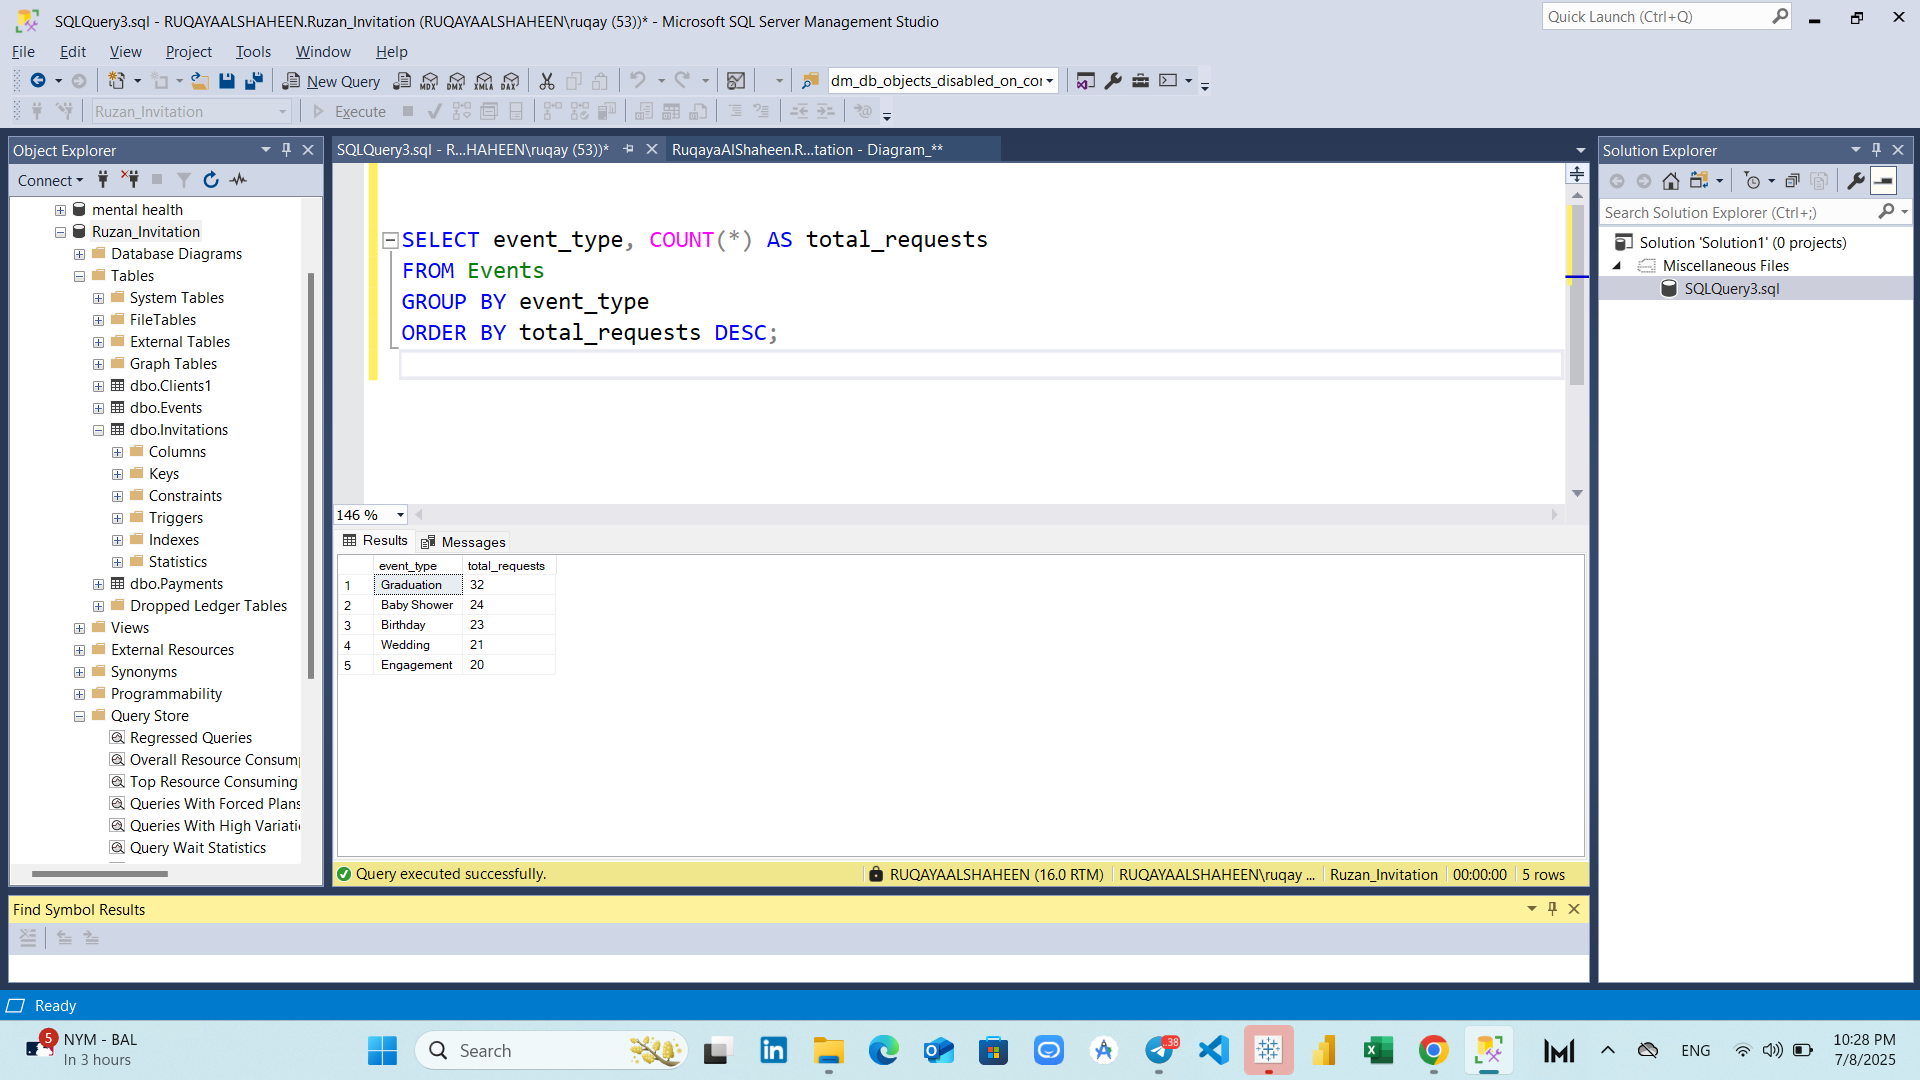 SQLQuery3.sql - RUQAYAALSHAHEEN.Ruzan_Invitation (RUQAYAALSHAHEEN\ruqay (53))* - Microsoft SQL Server Management Studio
Quick Launch (Ctrl+Q)
File Edit View Project Tools Window Help
New Query
MDX DMX XMLA DAX
dm_db_objects_disabled_on_cor
Ruzan_Invitation
Execute
Object Explorer
Connect
mental health
Ruzan_Invitation
Database Diagrams
Tables
System Tables
FileTables
External Tables
Graph Tables
dbo.Clients1
dbo.Events
dbo.Invitations
Columns
Keys
Constraints
Triggers
Indexes
Statistics
dbo.Payments
Dropped Ledger Tables
Views
External Resources
Synonyms
Programmability
Query Store
Regressed Queries
Overall Resource Consum
Top Resource Consuming
Queries With Forced Plans
Queries With High Variati
Query Wait Statistics
SQLQuery3.sql - R...HAHEEN\ruqay (53))*
RuqayaAlShaheen.R...tation - Diagram_**
SELECT event_type, COUNT(*) AS total_requests
FROM Events
GROUP BY event_type
ORDER BY total_requests DESC;
146 %
Results Messages
event_type total_requests
1 Graduation 32
2 Baby Shower 24
3 Birthday 23
4 Wedding 21
5 Engagement 20
Query executed successfully.
RUQAYAALSHAHEEN (16.0 RTM) RUQAYAALSHAHEEN\ruqay ... Ruzan_Invitation 00:00:00 5 rows
Solution Explorer
Search Solution Explorer (Ctrl+;)
Solution 'Solution1' (0 projects)
Miscellaneous Files
SQLQuery3.sql
Find Symbol Results
Ready
5
NYM - BAL
In 3 hours
Search
..38
ENG
10:28 PM
7/8/2025